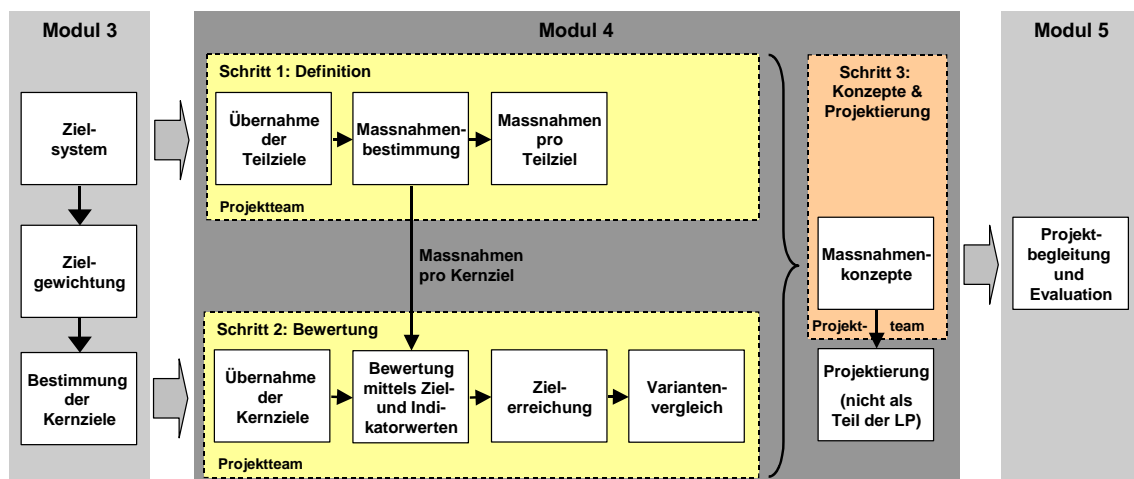 Modul 3
Ziel-
system
Ziel-
gewichtung
Bestimmung
der
Kernziele
Modul 4
Schritt 1: Definition
Übernahme
der
Teilziele
Massnahmen-
bestimmung
Massnahmen
pro
Teilziel
Projektteam
Massnahmen
pro Kernziel
Schritt 2: Bewertung
Übernahme
der
Kernziele
Bewertung
mittels Ziel-
und Indi-
katorwerten
Ziel-
erreichung
Varianten-
vergleich
Projektteam
Schritt 3:
Konzepte &
Projektierung
Massnahmen-
konzepte
Projekt- team
Projektierung
(nicht als
Teil der LP)
Modul 5
Projekt-
begleitung
und
Evaluation